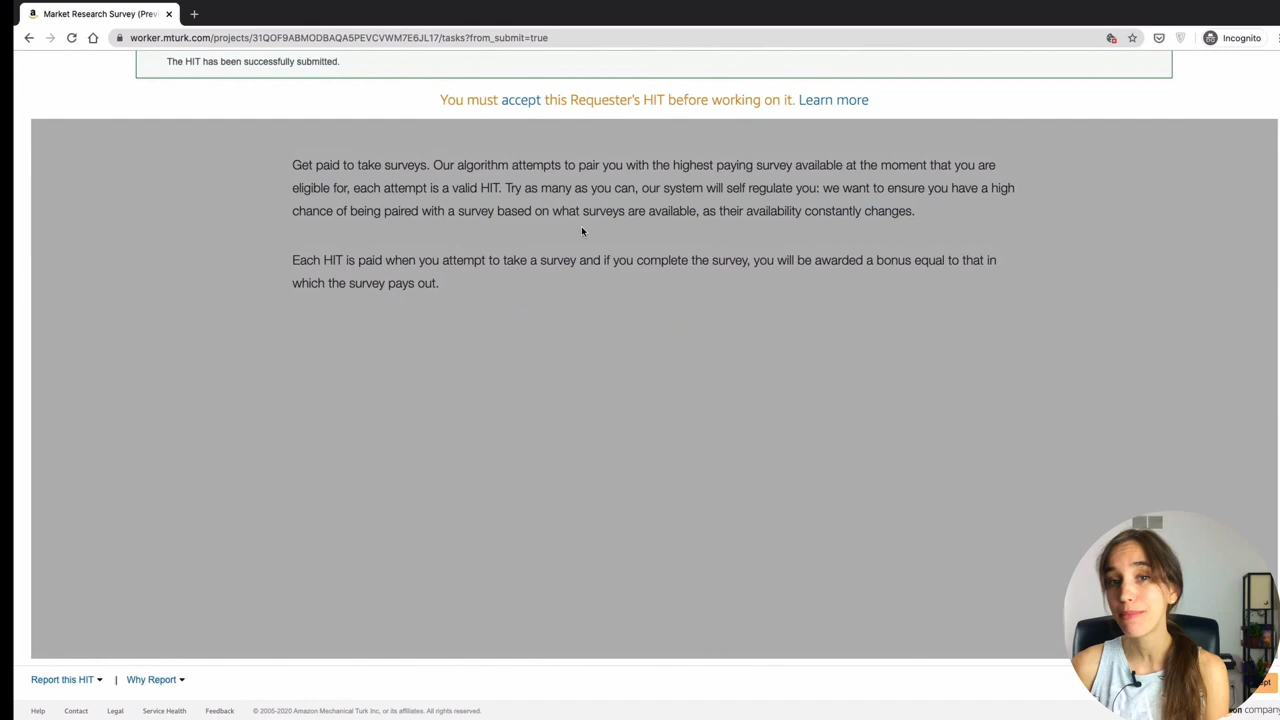 Market Research Survey (Prev
worker.mturk.com/projects/31QOF9ABMODBAQA5PEVCVWM7E6JL17/tasks?from_submit=true
Incognito
The HIT has been successfully submitted.
You must accept this Requester's HIT before working on it. Learn more
Get paid to take surveys. Our algorithm attempts to pair you with the highest paying survey available at the moment that you are
eligible for, each attempt is a valid HIT. Try as many as you can, our system will self regulate you: we want to ensure you have a high
chance of being paired with a survey based on what surveys are available, as their availability constantly changes.
Each HIT is paid when you attempt to take a survey and if you complete the survey, you will be awarded a bonus equal to that in
which the survey pays out.
Report this HIT | Why Report
Help Contact Legal Service Health Feedback © 2005-2020 Amazon Mechanical Turk Inc, or its affiliates. All rights reserved. on company